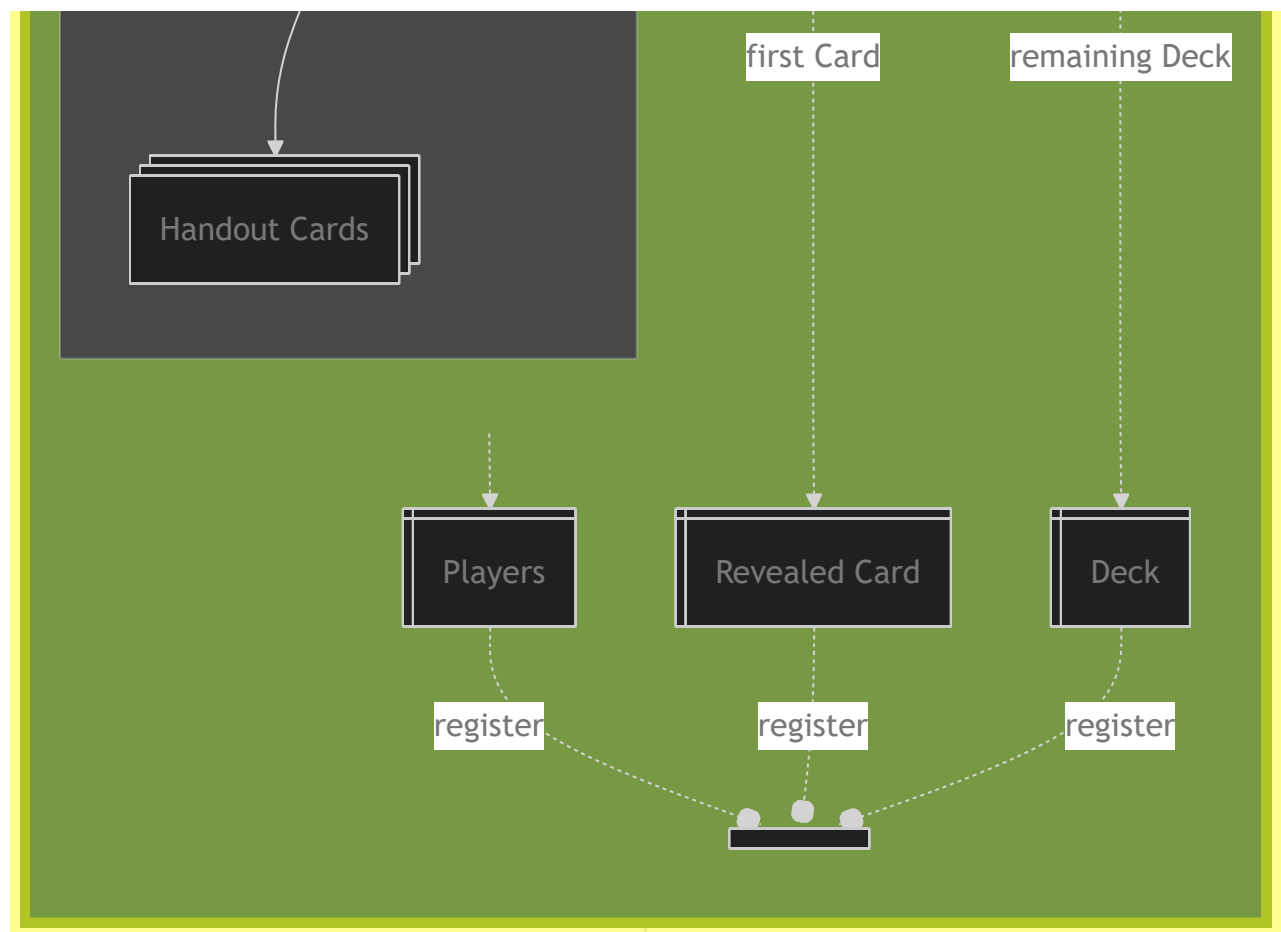 first Card
remaining Deck
Handout Cards
Players
Revealed Card
Deck
register
register
register